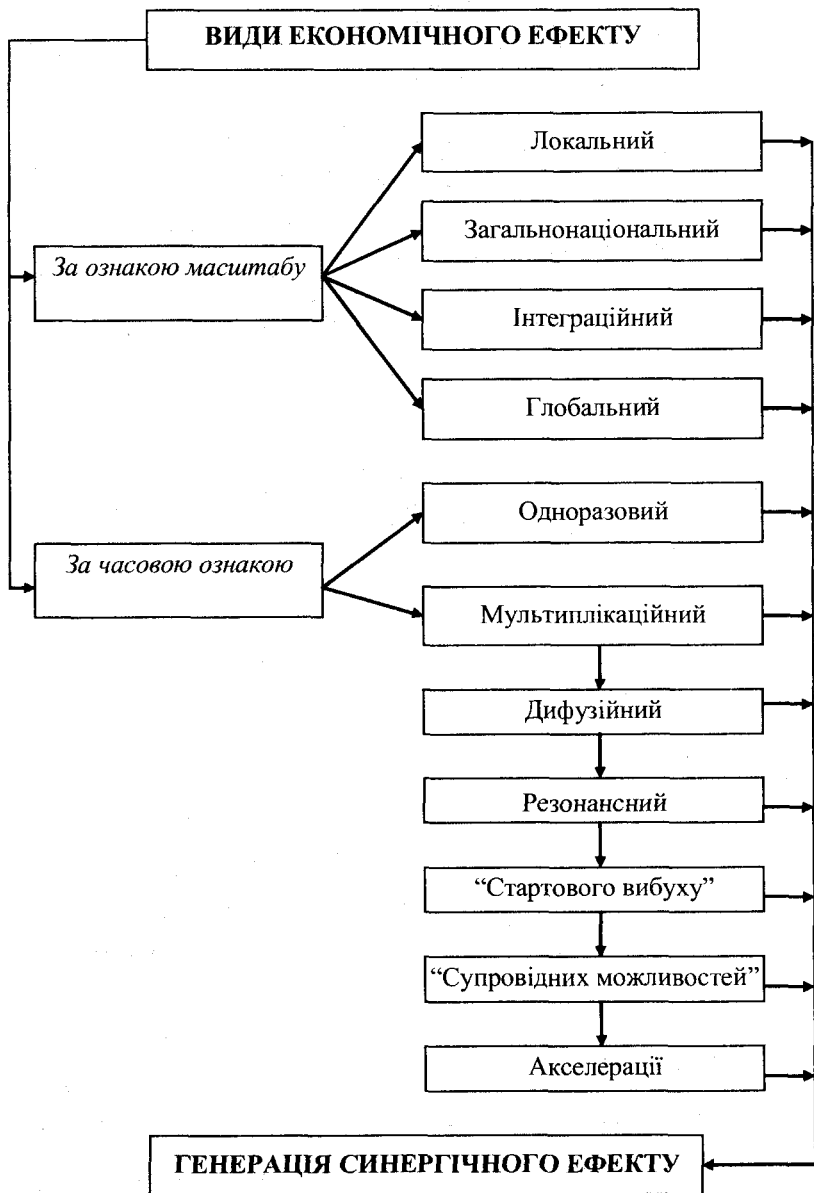 ВИДИ ЕКОНОМІЧНОГО ЕФЕКТУ
Локальний
Загальнонаціональний
За ознакою масштабу
Інтеграційний
Глобальний
Одноразовий
За часовою ознакою
Мультиплікаційний
Дифузійний
Резонансний
“Стартового вибуху”
“Супровідних можливостей”
Акселерації
ГЕНЕРАЦІЯ СИНЕРГІЧНОГО ЕФЕКТУ